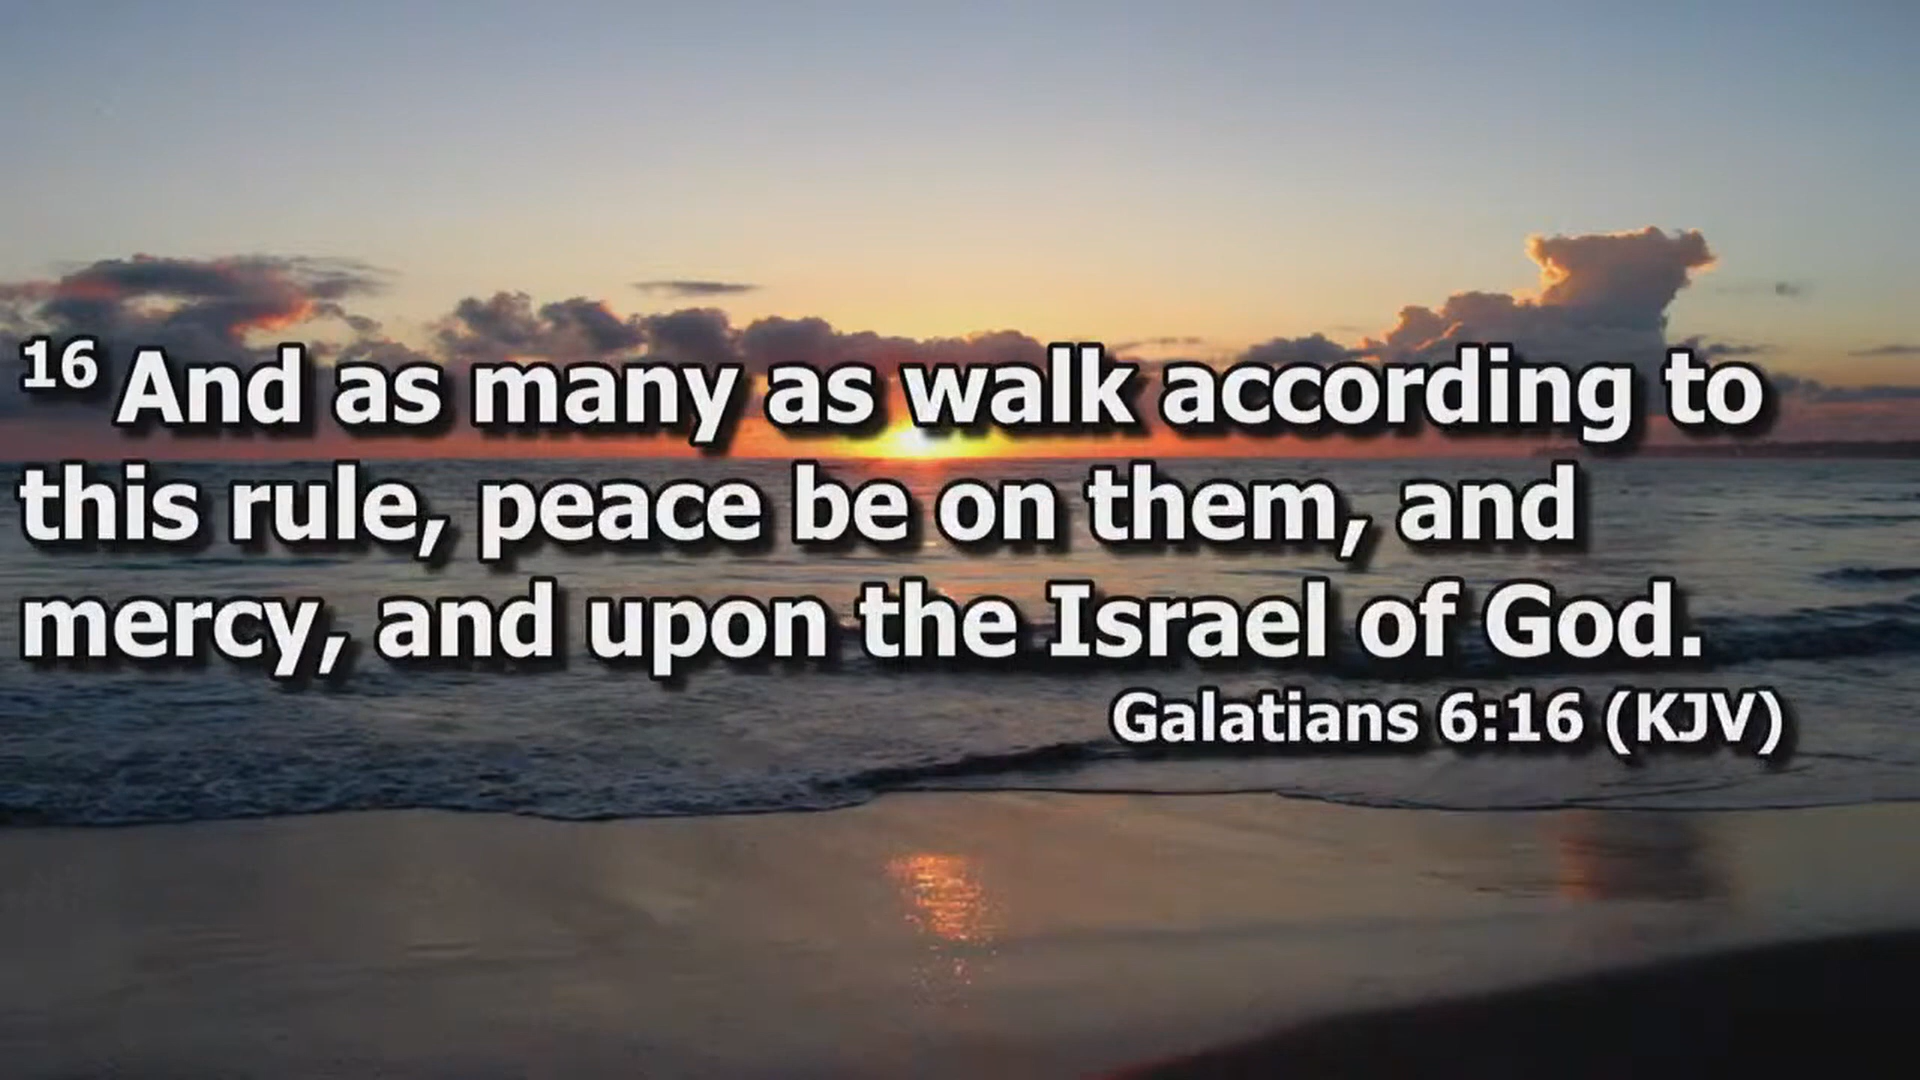 16 And as many as walk according to
this rule, peace be on them, and
mercy, and upon the Israel of God.
Galatians 6:16 (KJV)